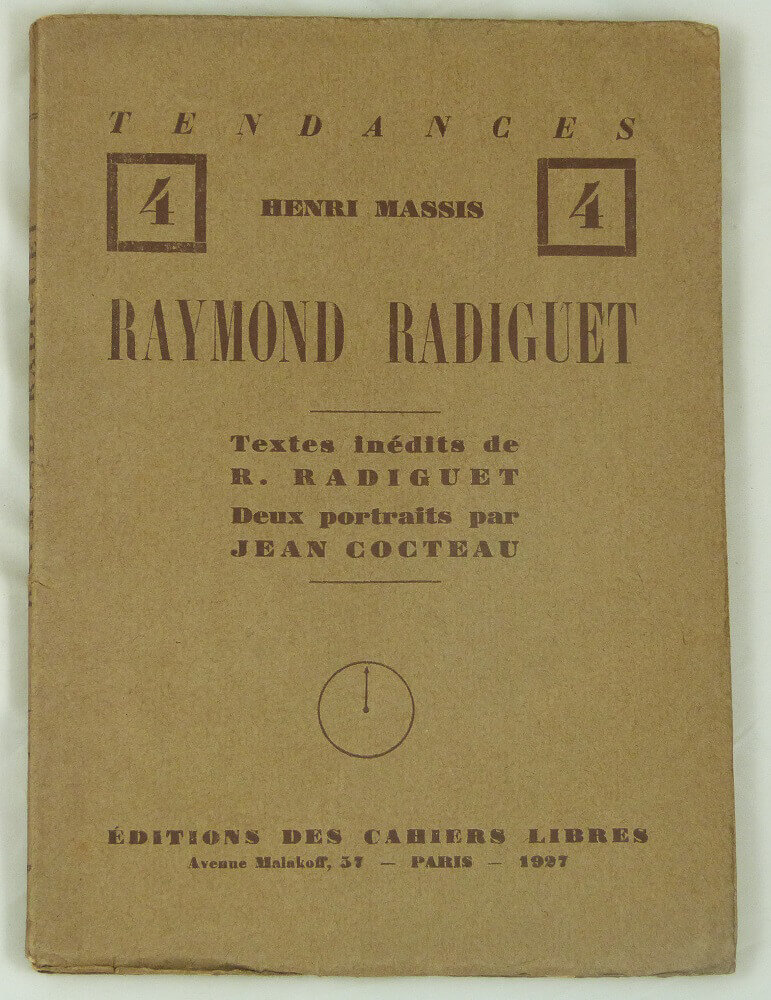 TENDANCES
4 HENRI MASSIS 4
RAYMOND RADIGUET
Textes inédits de
R. RADIGUET
Deux portraits par
JEAN COCTEAU
ÉDITIONS DES CAHIERS LIBRES
Avenue Malakoff, 57 — PARIS — 1927